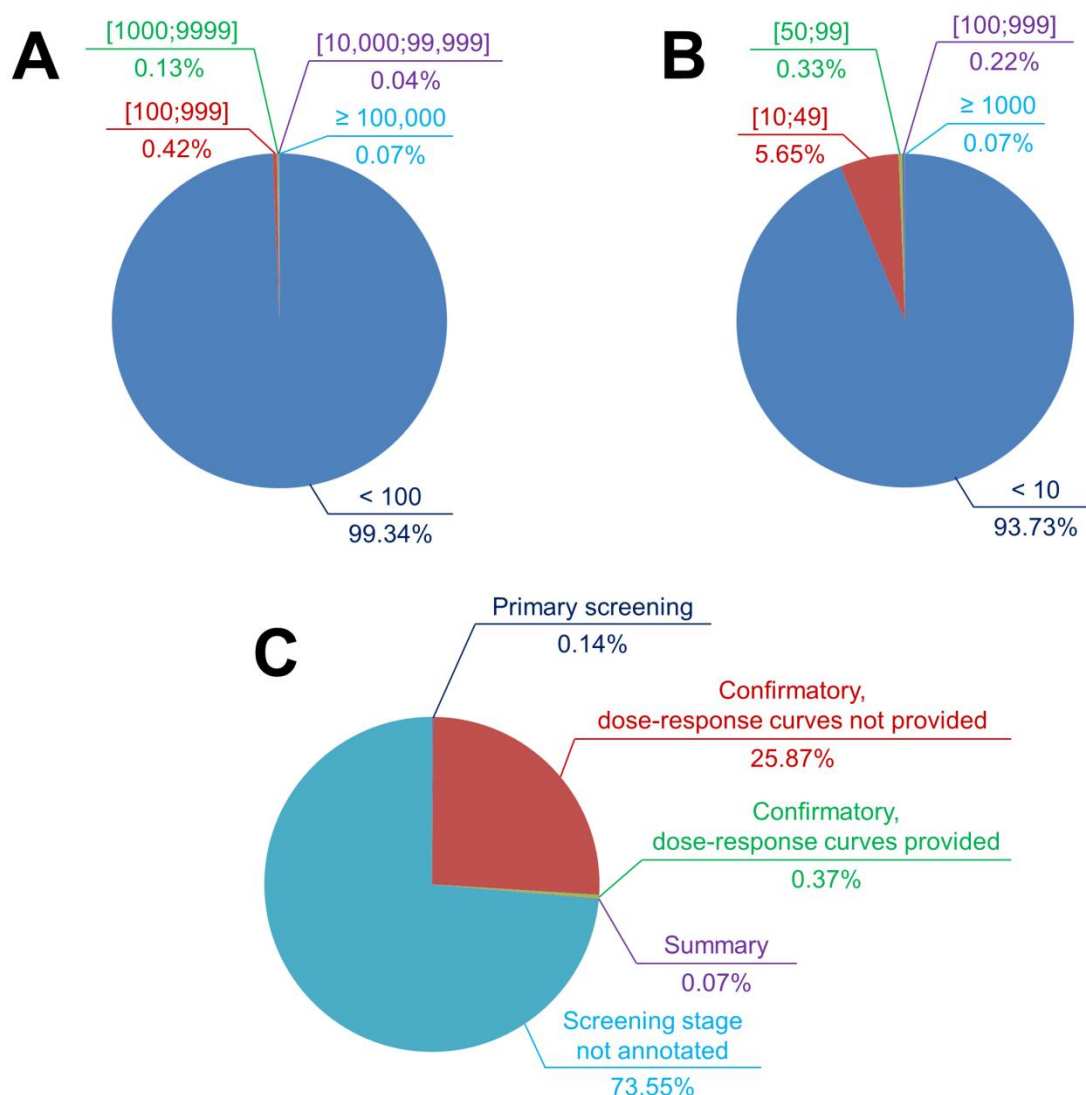 A
[1000;9999]
0.13%
[10,000;99,999]
0.04%
[100;999]
0.42%
≥ 100,000
0.07%
< 100
99.34%
B
[50;99]
0.33%
[100;999]
0.22%
[10;49]
5.65%
≥ 1000
0.07%
< 10
93.73%
C
Primary screening
0.14%
Confirmatory,
dose-response curves not provided
25.87%
Confirmatory,
dose-response curves provided
0.37%
Summary
0.07%
Screening stage
not annotated
73.55%